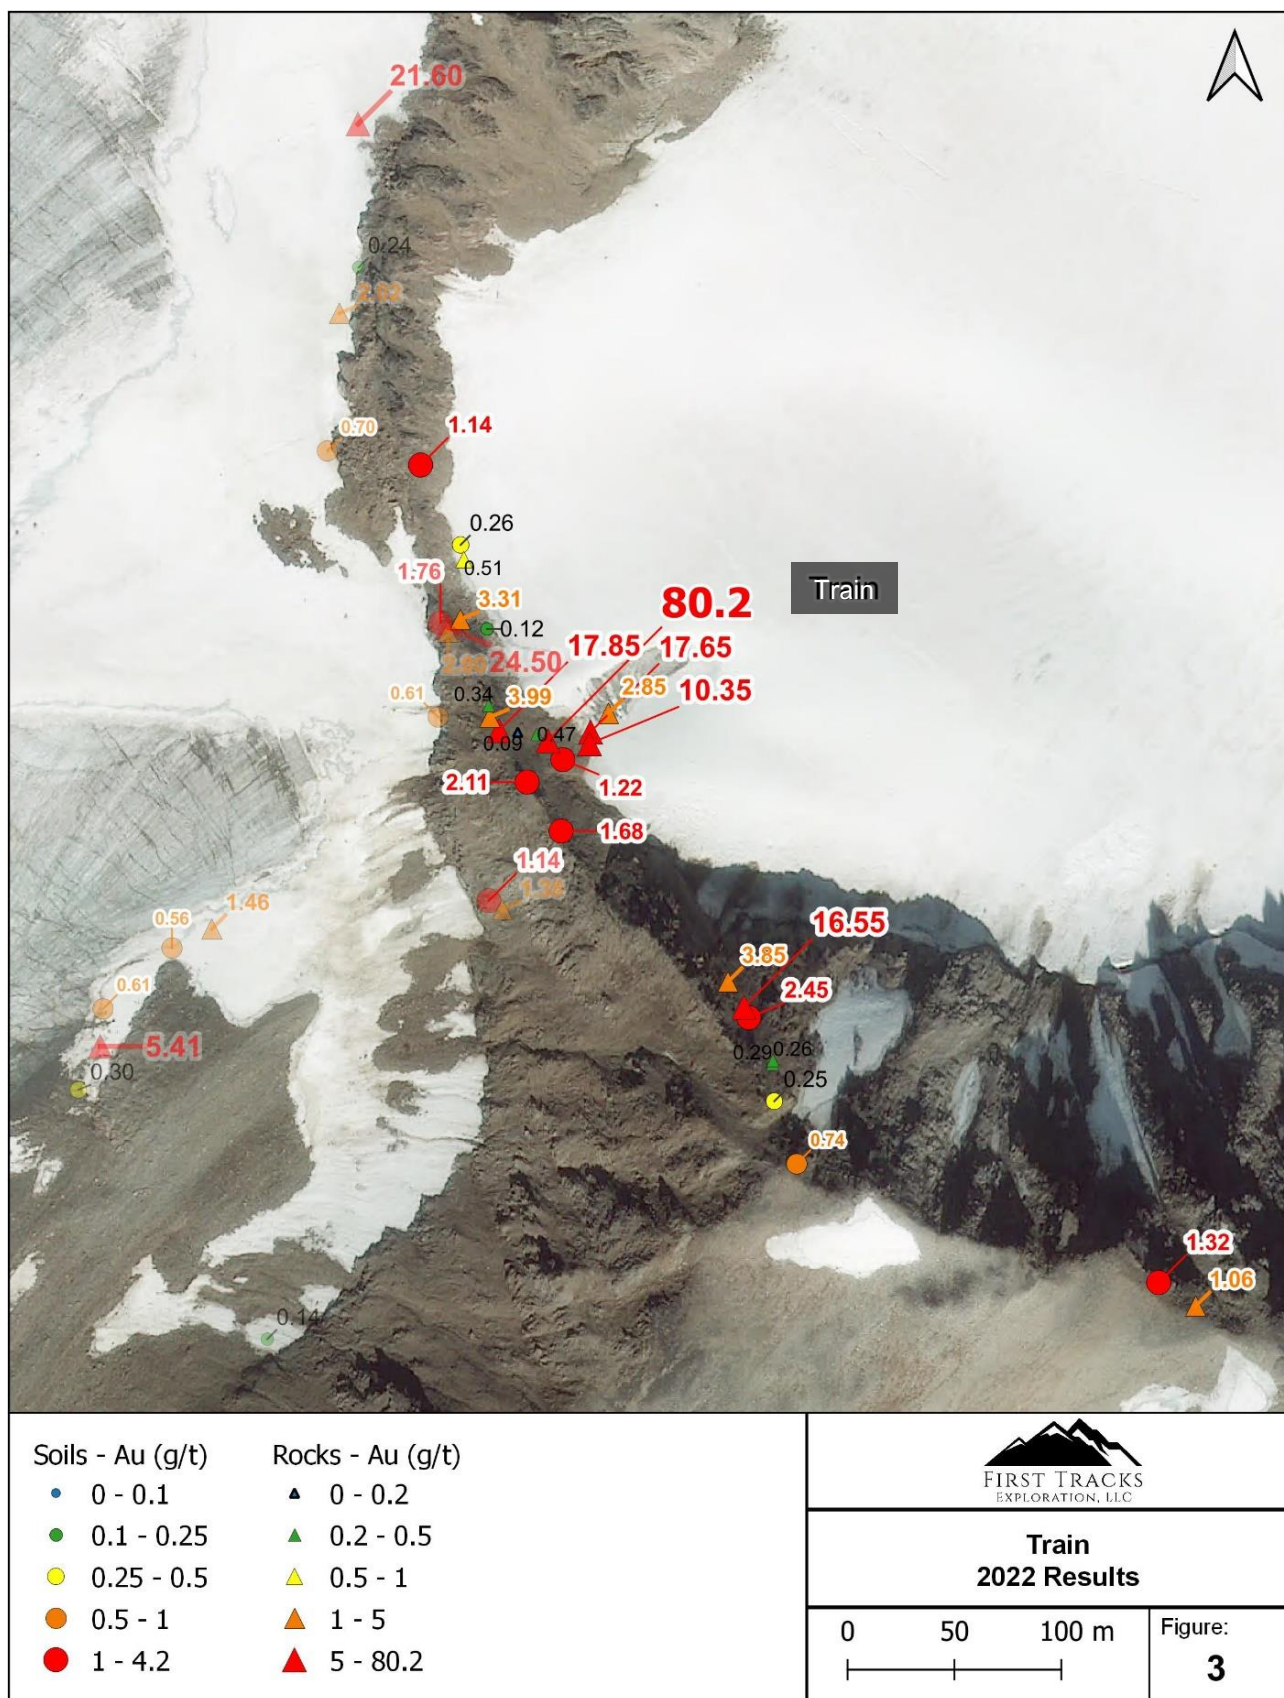 21.60
0.24
2.62
0.70
1.14
0.26
0.51
1.76
Train
3.31
80.2
0.12
17.85
17.65
24.50
10.35
0.34
3.99
2.85
0.61
0.09
0.47
2.11
1.22
1.68
1.14
1.38
1.46
0.56
16.55
3.85
2.45
0.61
5.41
0.29
0.26
0.30
0.25
0.74
1.32
1.06
0.14
Soils - Au (g/t)
0 - 0.1
0.1 - 0.25
0.25 - 0.5
0.5 - 1
1 - 4.2
Rocks - Au (g/t)
0 - 0.2
0.2 - 0.5
0.5 - 1
1 - 5
5 - 80.2
FIRST TRACKS
EXPLORATION, LLC
Train
2022 Results
0 50 100 m
Figure:
3